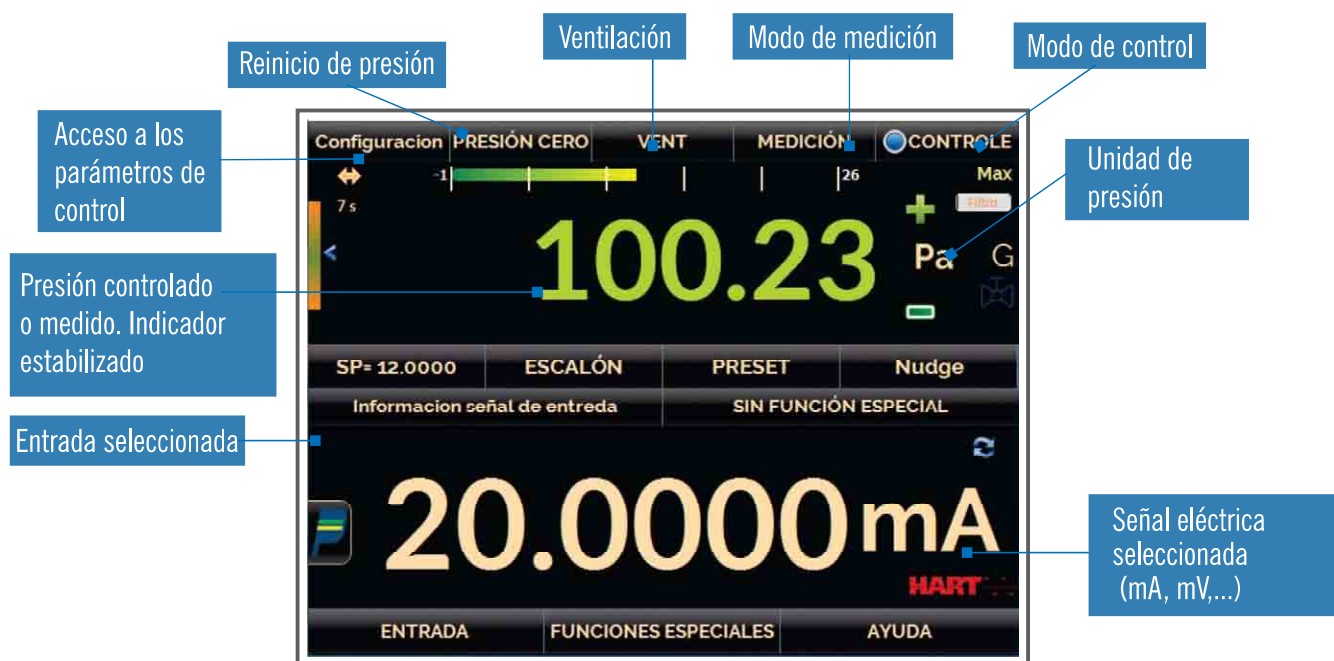 Ventilación
Modo de medición
Modo de control
Reinicio de presión
Acceso a los
parámetros de
control
Configuracion
PRESIÓN CERO
VENT
MEDICIÓN
CONTROLE
-1
26
Max
7 s
Filtro
Unidad de
presión
100.23
Pa
G
Presión controlado
o medido. Indicador
estabilizado
SP= 12.0000
ESCALÓN
PRESET
Nudge
Informacion señal de entreda
SIN FUNCIÓN ESPECIAL
Entrada seleccionada
20.0000 mA
HART
Señal eléctrica
seleccionada
(mA, mV,...)
ENTRADA
FUNCIONES ESPECIALES
AYUDA